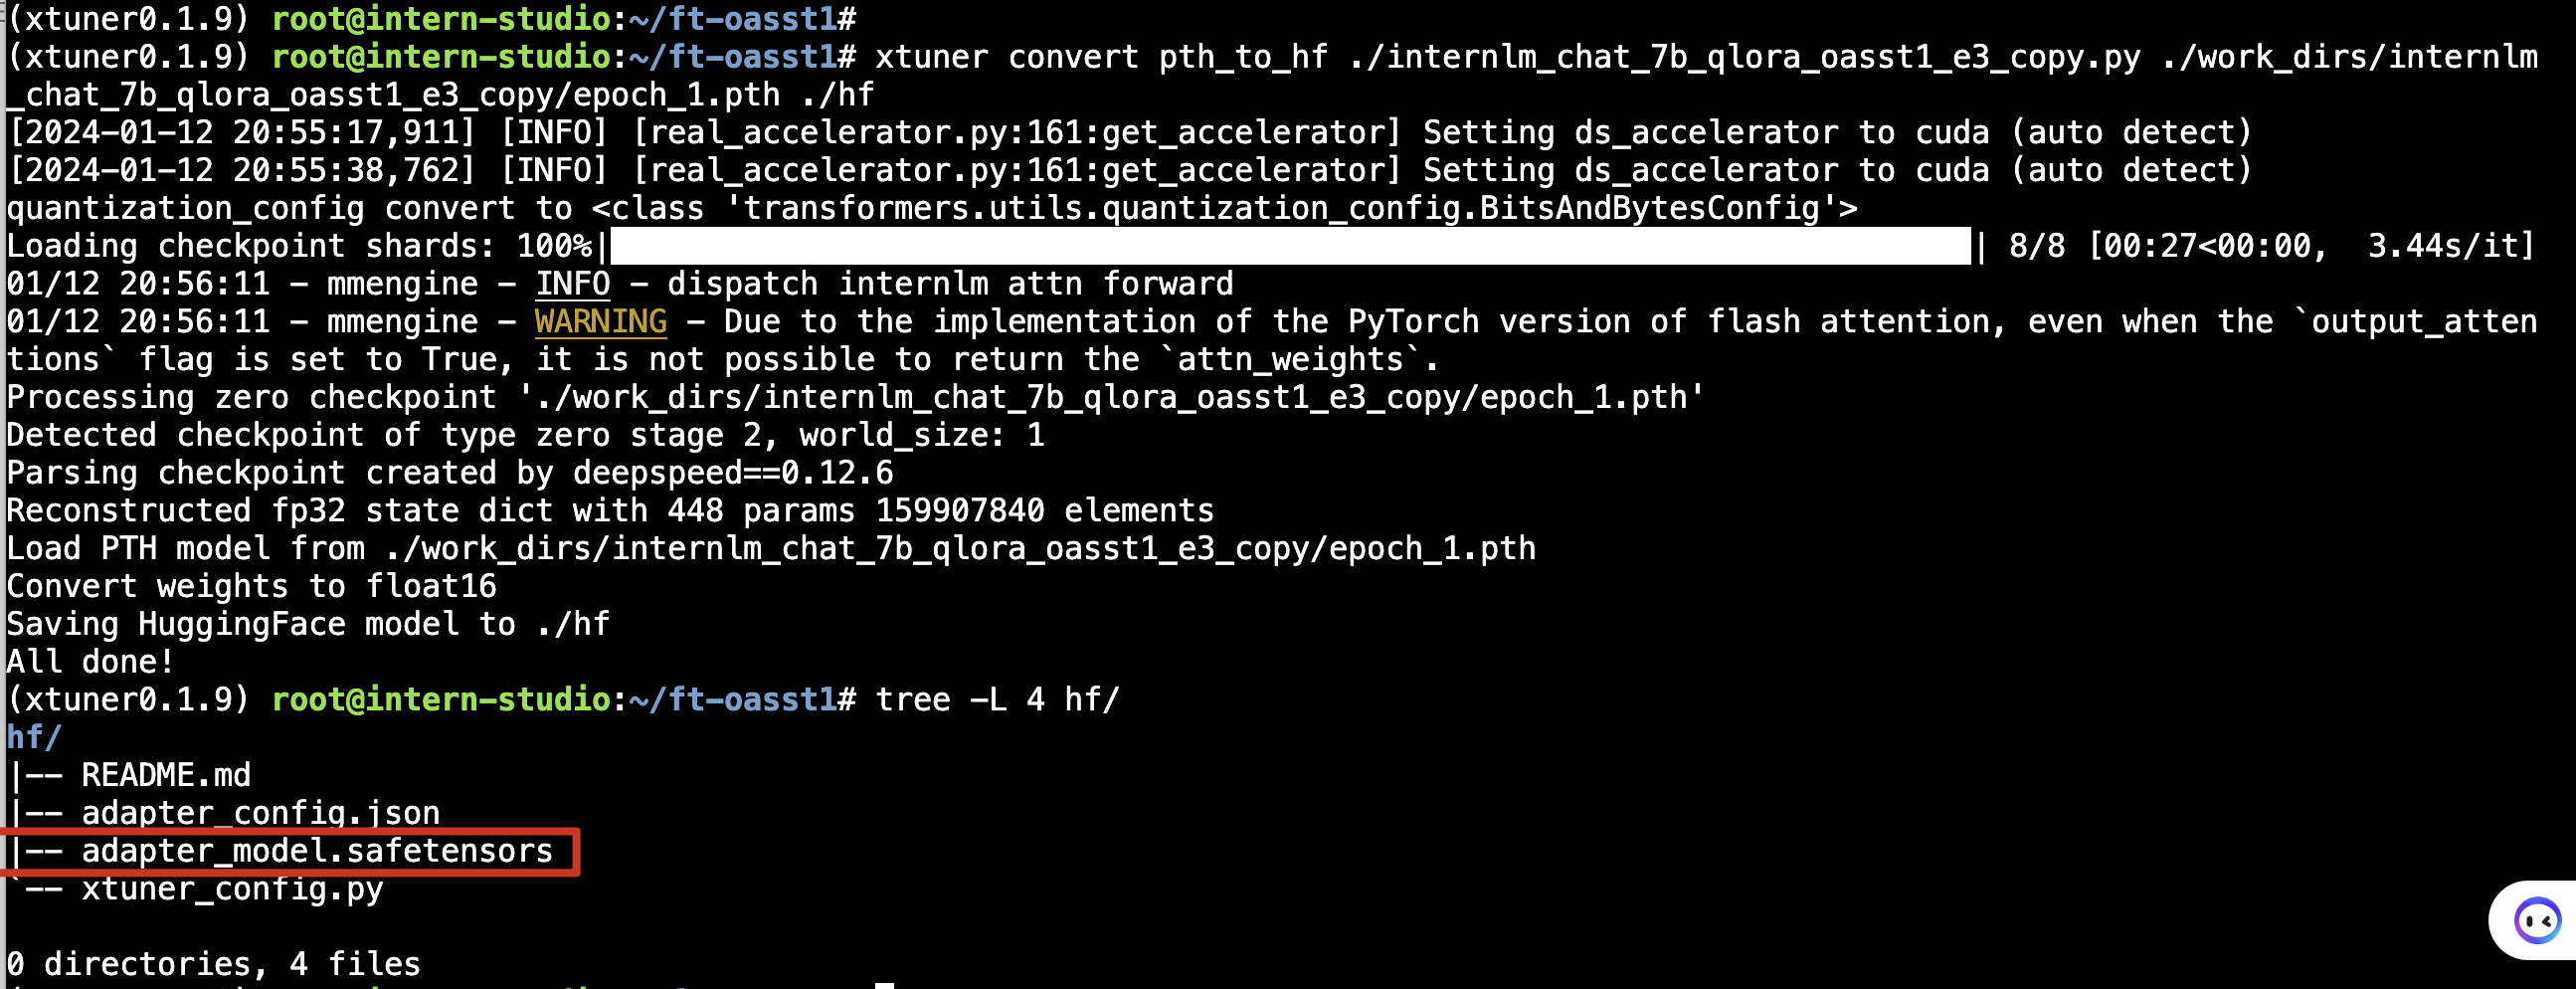 (xtuner0.1.9) root@intern-studio:~/ft-oasst1#
(xtuner0.1.9) root@intern-studio:~/ft-oasst1# xtuner convert pth_to_hf ./internlm_chat_7b_qlora_oasst1_e3_copy.py ./work_dirs/internlm
_chat_7b_qlora_oasst1_e3_copy/epoch_1.pth ./hf
[2024-01-12 20:55:17,911] [INFO] [real_accelerator.py:161:get_accelerator] Setting ds_accelerator to cuda (auto detect)
[2024-01-12 20:55:38,762] [INFO] [real_accelerator.py:161:get_accelerator] Setting ds_accelerator to cuda (auto detect)
quantization_config convert to <class 'transformers.utils.quantization_config.BitsAndBytesConfig'>
Loading checkpoint shards: 100%|██████████| 8/8 [00:27<00:00,  3.44s/it]
01/12 20:56:11 - mmengine - INFO - dispatch internlm attn forward
01/12 20:56:11 - mmengine - WARNING - Due to the implementation of the PyTorch version of flash attention, even when the `output_atten
tions` flag is set to True, it is not possible to return the `attn_weights`.
Processing zero checkpoint './work_dirs/internlm_chat_7b_qlora_oasst1_e3_copy/epoch_1.pth'
Detected checkpoint of type zero stage 2, world_size: 1
Parsing checkpoint created by deepspeed==0.12.6
Reconstructed fp32 state dict with 448 params 159907840 elements
Load PTH model from ./work_dirs/internlm_chat_7b_qlora_oasst1_e3_copy/epoch_1.pth
Convert weights to float16
Saving HuggingFace model to ./hf
All done!
(xtuner0.1.9) root@intern-studio:~/ft-oasst1# tree -L 4 hf/
hf/
|-- README.md
|-- adapter_config.json
|-- adapter_model.safetensors
`-- xtuner_config.py
0 directories, 4 files